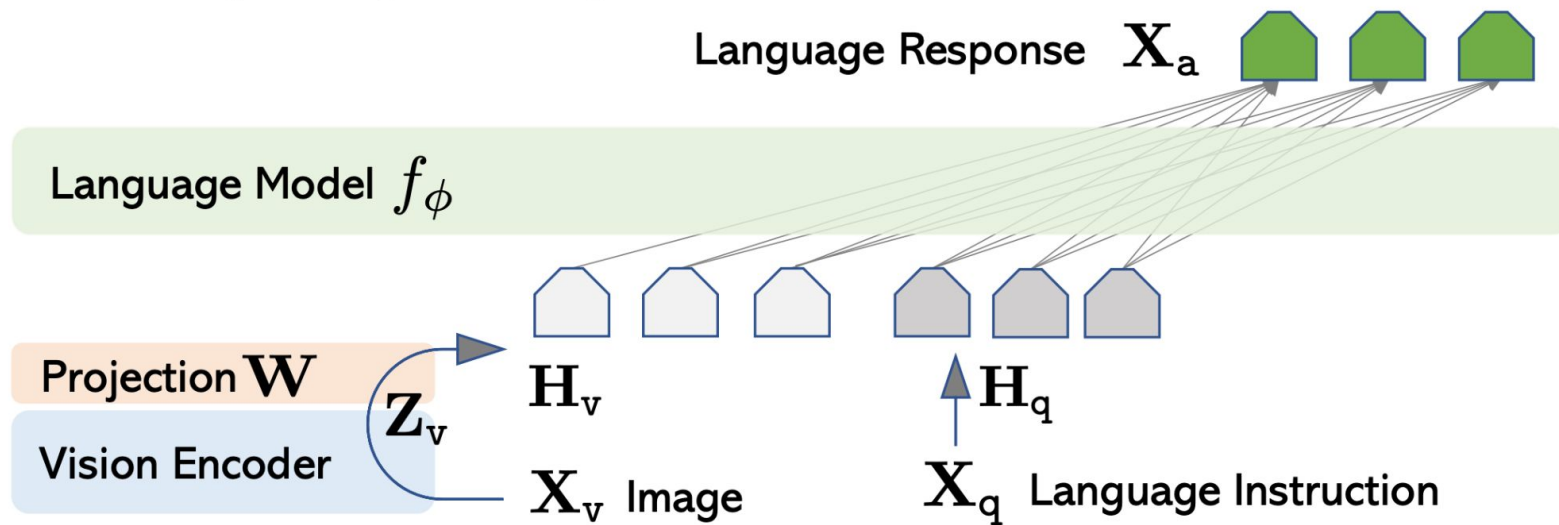 Language Response X_a
Language Model f_ϕ
Projection W
Z_v
H_v
H_q
Vision Encoder
X_v Image
X_q Language Instruction